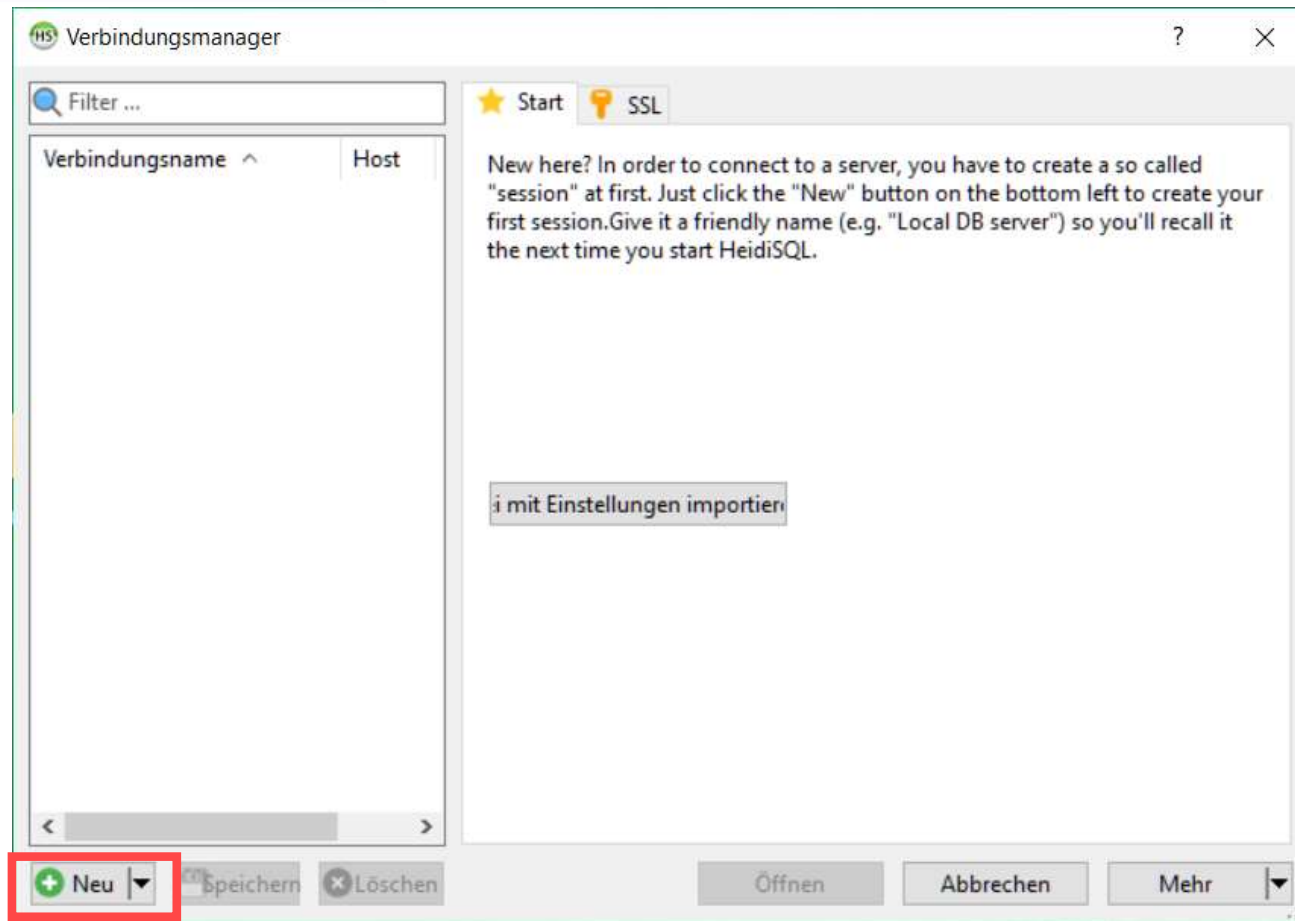 HS Verbindungsmanager
Filter ...
Verbindungsname Host
Start SSL
New here? In order to connect to a server, you have to create a so called
"session" at first. Just click the "New" button on the bottom left to create your
first session.Give it a friendly name (e.g. "Local DB server") so you'll recall it
the next time you start HeidiSQL.
i mit Einstellungen importier
Neu Speichern Löschen Öffnen Abbrechen Mehr